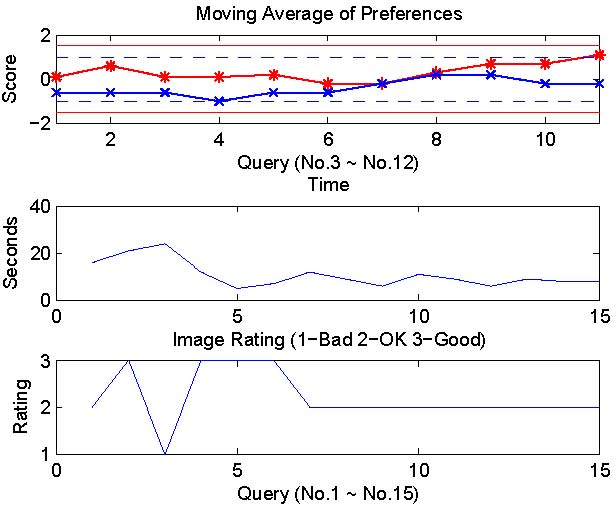 Moving Average of Preferences
2
0
−2
Score
2
4
6
8
10
Query (No.3 ~ No.12)
Time
40
20
0
Seconds
0
5
10
15
Image Rating (1−Bad 2−OK 3−Good)
3
2
1
Rating
0
5
10
15
Query (No.1 ~ No.15)